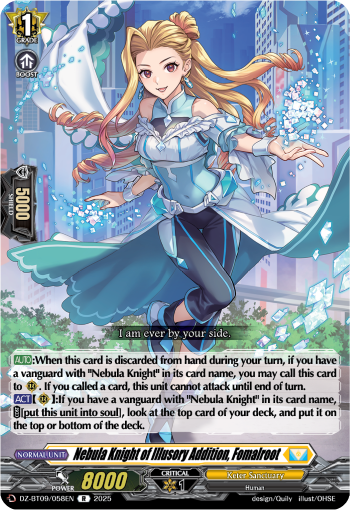 1
GRADE
BOOST
5000
SHIELD
I am ever by your side.
AUTO:When this card is discarded from hand during your turn, if you have
a vanguard with "Nebula Knight" in its card name, you may call this card
to . If you called a card, this unit cannot attack until end of turn.
ACT【 】:If you have a vanguard with "Nebula Knight" in its card name,
[put this unit into soul], look at the top card of your deck, and put it on
the top or bottom of the deck.
NORMAL UNIT
Nebula Knight of Illusory Addition, Fomalroot
POWER 8000
CRITICAL
1
Keter Sanctuary
Human
DZ-BT09/058EN R 2025
design/Quily illust/OHSE